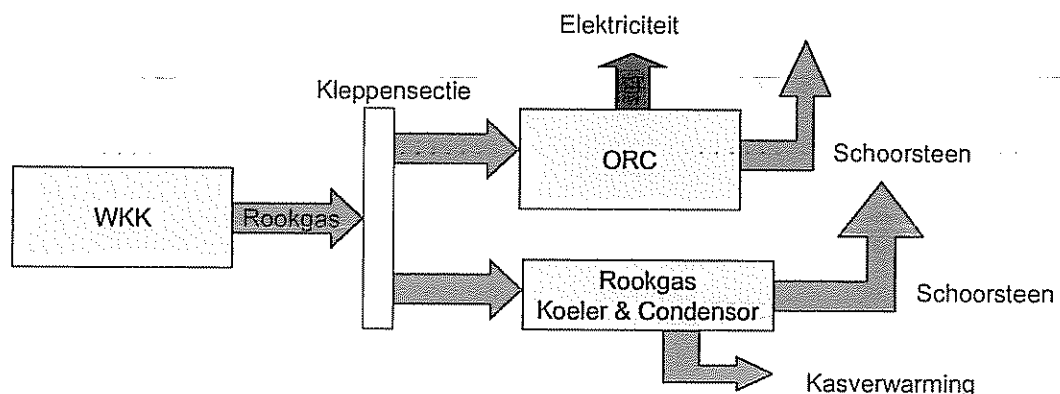 Elektriciteit
Kleppensectie
ORC
Schoorsteen
WKK
Rookgas
Rookgas
Koeler & Condensor
Schoorsteen
Kasverwarming